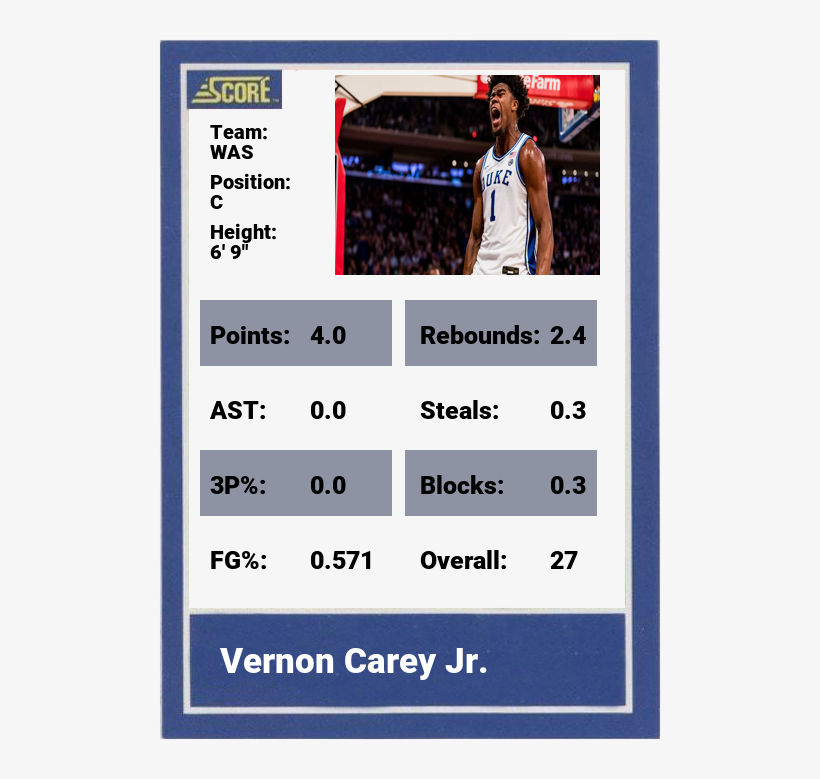 SCORE
Team:
WAS
Position:
C
Height:
6' 9"
Farm
DUKE
1
Points: 4.0 Rebounds: 2.4
AST: 0.0 Steals: 0.3
3P%: 0.0 Blocks: 0.3
FG%: 0.571 Overall: 27
Vernon Carey Jr.